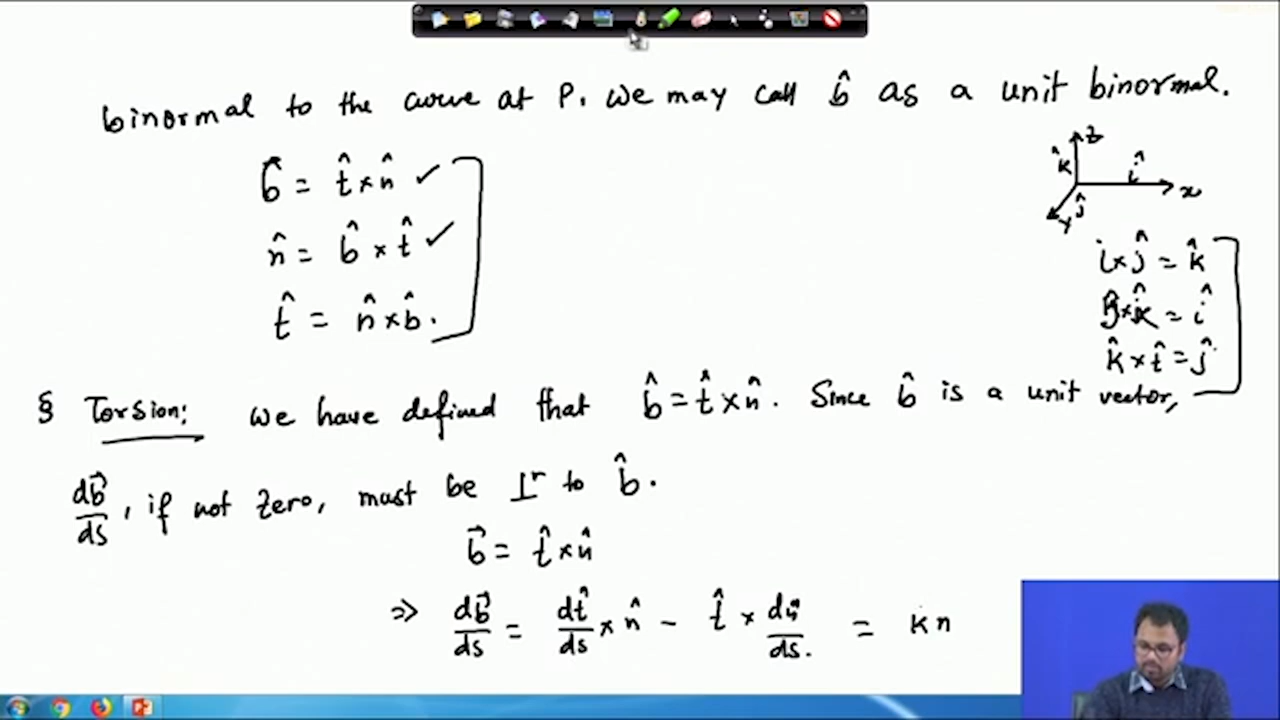 binormal to the curve at P. We may call b̂ as a unit binormal.
b⃗ = t̂ × n̂ ✓
n̂ = b̂ × t̂ ✓
t̂ = n̂ × b̂.
z
k̂
î
x
ĵ
y
î × ĵ = k̂
ĵ × k̂ = î
k̂ × î = ĵ
§ Torsion: We have defined that b̂ = t̂ × n̂. Since b̂ is a unit vector,
db⃗/ds, if not zero, must be ⊥ʳ to b̂.
b⃗ = t̂ × n̂
⇒ db⃗/ds = dt̂/ds × n̂ − t̂ × dn̂/ds. = k n